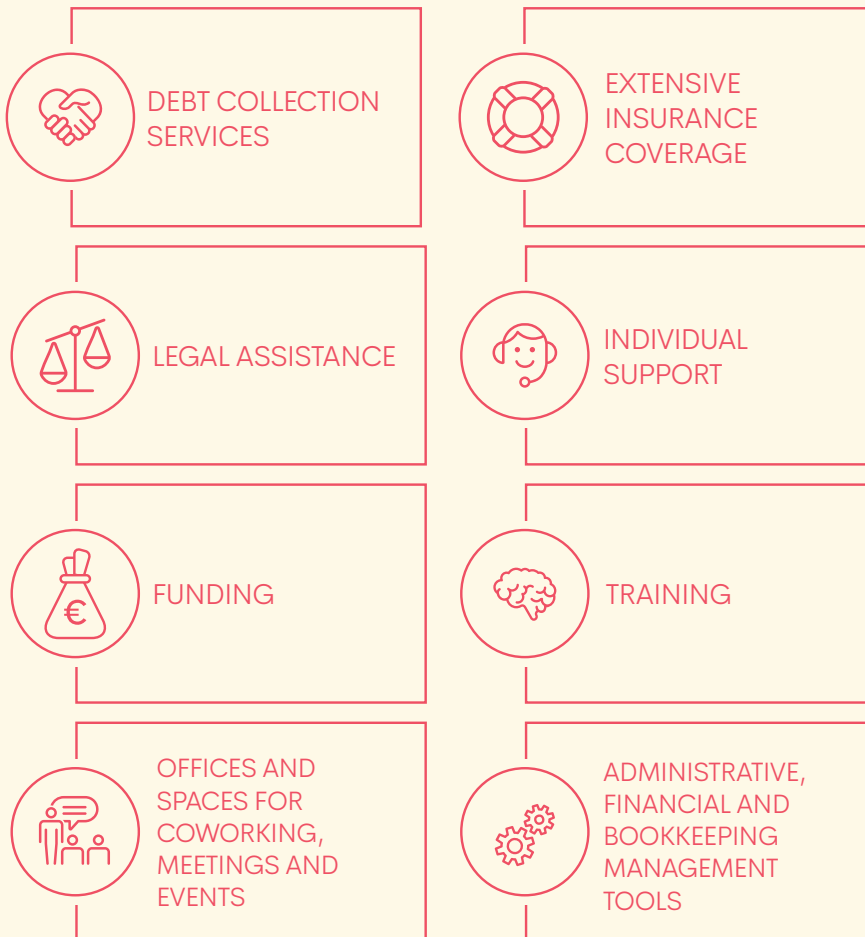 DEBT COLLECTION
SERVICES
EXTENSIVE
INSURANCE
COVERAGE
LEGAL ASSISTANCE
INDIVIDUAL
SUPPORT
FUNDING
€
TRAINING
OFFICES AND
SPACES FOR
COWORKING,
MEETINGS AND
EVENTS
ADMINISTRATIVE,
FINANCIAL AND
BOOKKEEPING
MANAGEMENT
TOOLS